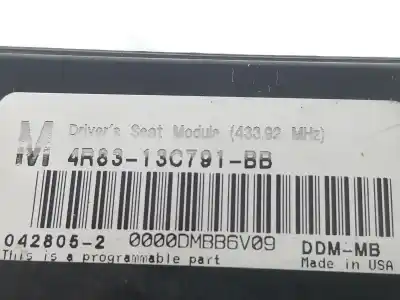 Driver's Seat Module (433.92 MHz)
M 4R83-13C791-BB
042805-2 0000DMBB6V09 DDM-MB
This is a programmable part Made in USA